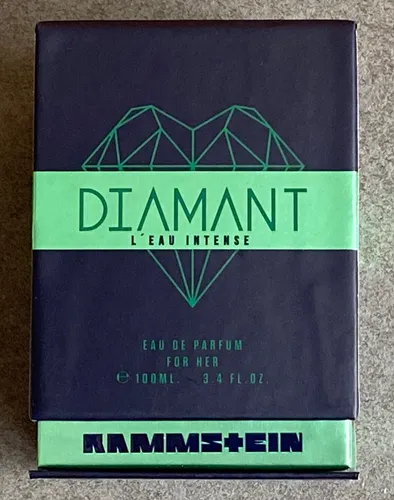 DIAMANT
L'EAU INTENSE
EAU DE PARFUM
FOR HER
℮ 100ML. 3.4 FL.OZ.
RAMMSTEIN